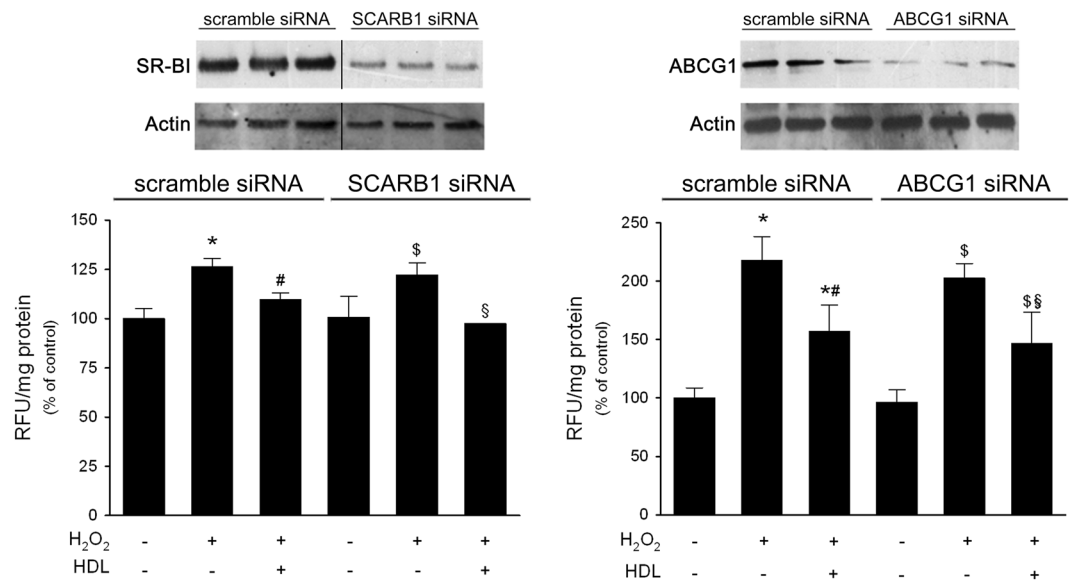 scramble siRNA SCARB1 siRNA
SR-BI
Actin
scramble siRNA SCARB1 siRNA
RFU/mg protein
(% of control)
150
125
100
75
50
25
0
* # $ §
H2O2 - + + - + +
HDL - - + - - +
scramble siRNA ABCG1 siRNA
ABCG1
Actin
scramble siRNA ABCG1 siRNA
RFU/mg protein
(% of control)
250
200
150
100
50
0
* *# $ $§
H2O2 - + + - + +
HDL - - + - - +